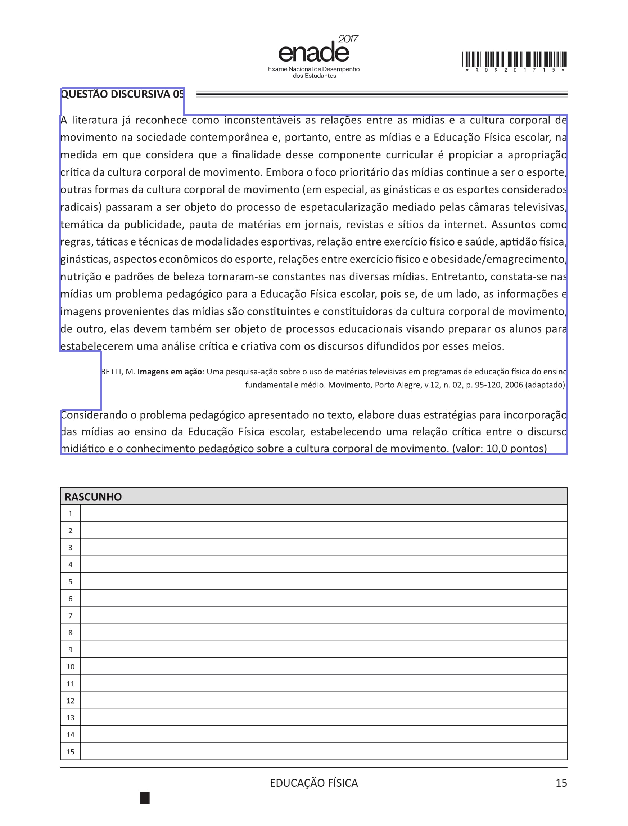 2017
enade
Exame Nacional de Desempenho
dos Estudantes
QUESTÃO DISCURSIVA 05
A literatura já reconhece como inconstentáveis as relações entre as mídias e a cultura corporal de
movimento na sociedade contemporânea e, portanto, entre as mídias e a Educação Física escolar, na
medida em que considera que a finalidade desse componente curricular é propiciar a apropriação
crítica da cultura corporal de movimento. Embora o foco prioritário das mídias continue a ser o esporte,
outras formas da cultura corporal de movimento (em especial, as ginásticas e os esportes considerados
radicais) passaram a ser objeto do processo de espetacularização mediado pelas câmaras televisivas,
temática da publicidade, pauta de matérias em jornais, revistas e sítios da internet. Assuntos como
regras, táticas e técnicas de modalidades esportivas, relação entre exercício físico e saúde, aptidão física,
ginásticas, aspectos econômicos do esporte, relações entre exercício físico e obesidade/emagrecimento,
nutrição e padrões de beleza tornaram-se constantes nas diversas mídias. Entretanto, constata-se nas
mídias um problema pedagógico para a Educação Física escolar, pois se, de um lado, as informações e
imagens provenientes das mídias são constituintes e constituidoras da cultura corporal de movimento,
de outro, elas devem também ser objeto de processos educacionais visando preparar os alunos para
estabelecerem uma análise crítica e criativa com os discursos difundidos por esses meios.
BETTI, M. Imagens em ação: Uma pesquisa-ação sobre o uso de matérias televisivas em programas de educação física do ensino
fundamental e médio. Movimento, Porto Alegre, v.12, n. 02, p. 95-120, 2006 (adaptado).
Considerando o problema pedagógico apresentado no texto, elabore duas estratégias para incorporação
das mídias ao ensino da Educação Física escolar, estabelecendo uma relação crítica entre o discurso
midiático e o conhecimento pedagógico sobre a cultura corporal de movimento. (valor: 10,0 pontos)
RASCUNHO
1
2
3
4
5
6
7
8
9
10
11
12
13
14
15
EDUCAÇÃO FÍSICA 15